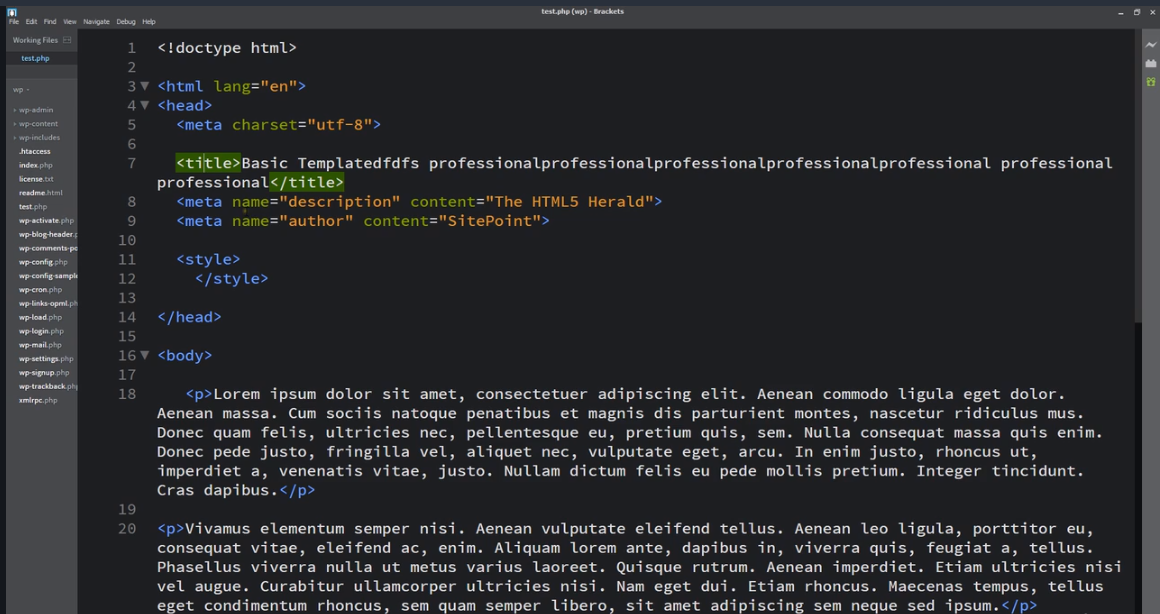 test.php (wp) - Brackets
File Edit Find View Navigate Debug Help
Working Files
test.php
wp -
wp-admin
wp-content
wp-includes
.htaccess
index.php
license.txt
readme.html
test.php
wp-activate.php
wp-blog-header.p
wp-comments-po
wp-config.php
wp-config-sample
wp-cron.php
wp-links-opml.ph
wp-load.php
wp-login.php
wp-mail.php
wp-settings.php
wp-signup.php
wp-trackback.php
xmlrpc.php
1 <!doctype html>
2
3 <html lang="en">
4 <head>
5 <meta charset="utf-8">
6
7 <title>Basic Templatedfdfs professionalprofessionalprofessionalprofessionalprofessional professional
professional</title>
8 <meta name="description" content="The HTML5 Herald">
9 <meta name="author" content="SitePoint">
10
11 <style>
12 </style>
13
14 </head>
15
16 <body>
17
18 <p>Lorem ipsum dolor sit amet, consectetuer adipiscing elit. Aenean commodo ligula eget dolor.
Aenean massa. Cum sociis natoque penatibus et magnis dis parturient montes, nascetur ridiculus mus.
Donec quam felis, ultricies nec, pellentesque eu, pretium quis, sem. Nulla consequat massa quis enim.
Donec pede justo, fringilla vel, aliquet nec, vulputate eget, arcu. In enim justo, rhoncus ut,
imperdiet a, venenatis vitae, justo. Nullam dictum felis eu pede mollis pretium. Integer tincidunt.
Cras dapibus.</p>
19
20 <p>Vivamus elementum semper nisi. Aenean vulputate eleifend tellus. Aenean leo ligula, porttitor eu,
consequat vitae, eleifend ac, enim. Aliquam lorem ante, dapibus in, viverra quis, feugiat a, tellus.
Phasellus viverra nulla ut metus varius laoreet. Quisque rutrum. Aenean imperdiet. Etiam ultricies nisi
vel augue. Curabitur ullamcorper ultricies nisi. Nam eget dui. Etiam rhoncus. Maecenas tempus, tellus
eget condimentum rhoncus, sem quam semper libero, sit amet adipiscing sem neque sed ipsum.</p>